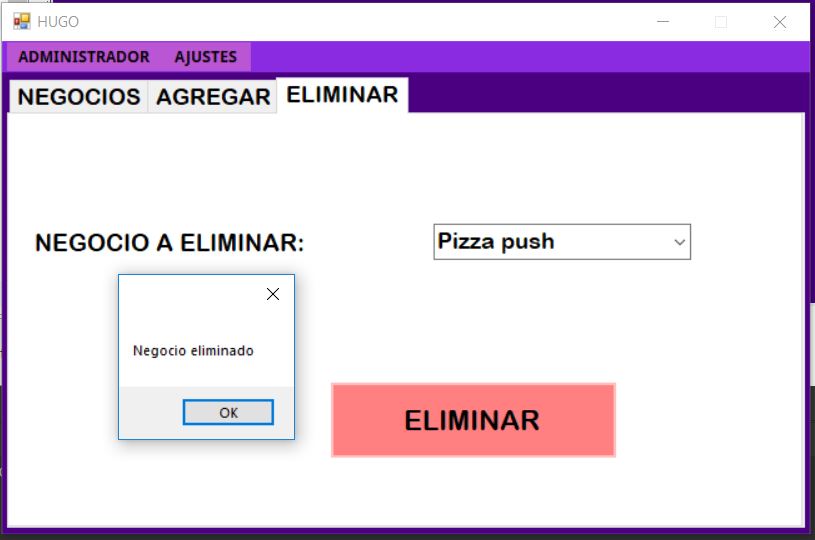 HUGO
ADMINISTRADOR AJUSTES
NEGOCIOS AGREGAR ELIMINAR
NEGOCIO A ELIMINAR: Pizza push
Negocio eliminado
OK
ELIMINAR